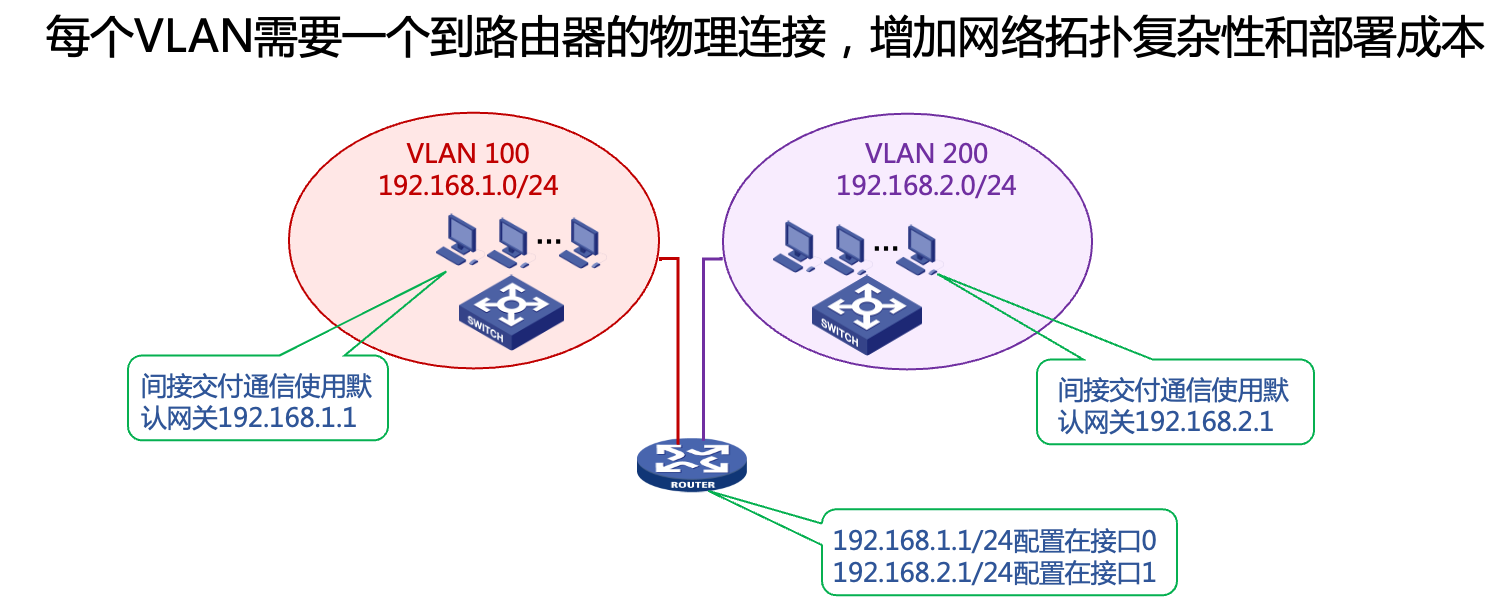 每个VLAN需要一个到路由器的物理连接，增加网络拓扑复杂性和部署成本
VLAN 100
192.168.1.0/24
VLAN 200
192.168.2.0/24
...
...
SWITCH
SWITCH
间接交付通信使用默
认网关192.168.1.1
间接交付通信使用默
认网关192.168.2.1
ROUTER
192.168.1.1/24配置在接口0
192.168.2.1/24配置在接口1